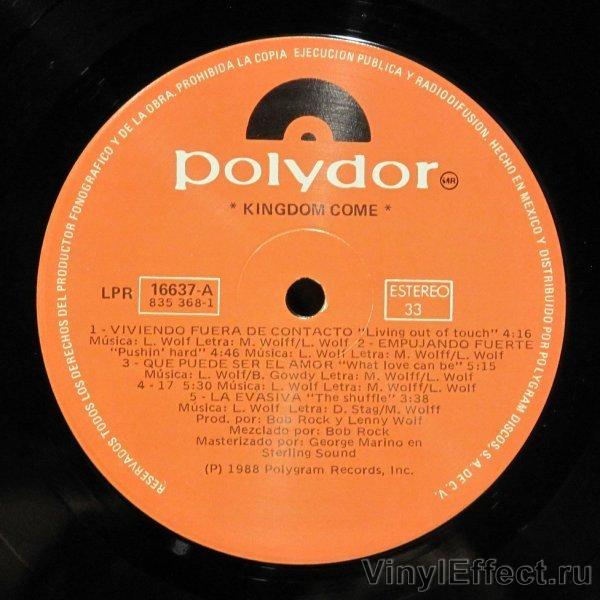 RESERVADOS TODOS LOS DERECHOS DEL PRODUCTOR FONOGRAFICO Y DE LA OBRA. PROHIBIDA LA COPIA EJECUCION PUBLICA Y RADIODIFUSION. HECHO EN MEXICO Y DISTRIBUIDO POR POLYGRAM DISCOS, S.A. DE C.V.
polydor MR
* KINGDOM COME *
LPR 16637-A ESTEREO
835 368-1 33
1 - VIVIENDO FUERA DE CONTACTO "Living out of touch" 4:16
Música: L. Wolf Letra: M. Wolff/L. Wolf 2 - EMPUJANDO FUERTE
"Pushin' hard" 4:46 Música: L. Wolf Letra: M. Wolff/L. Wolf
3 - QUE PUEDE SER EL AMOR "What love can be" 5:15
Música: L. Wolf/B. Gowdy Letra: M. Wolff/L. Wolf
4 - 17 5:30 Música: L. Wolf Letra: M. Wolff/L. Wolf
5 - LA EVASIVA "The shuffle" 3:38
Música: L. Wolf Letra: D. Stag/M. Wolff
Prod. por: Bob Rock y Lenny Wolf
Mezclado por: Bob Rock
Masterizado por: George Marino en
Sterling Sound
(P) 1988 Polygram Records, Inc.
VinylEffect.ru